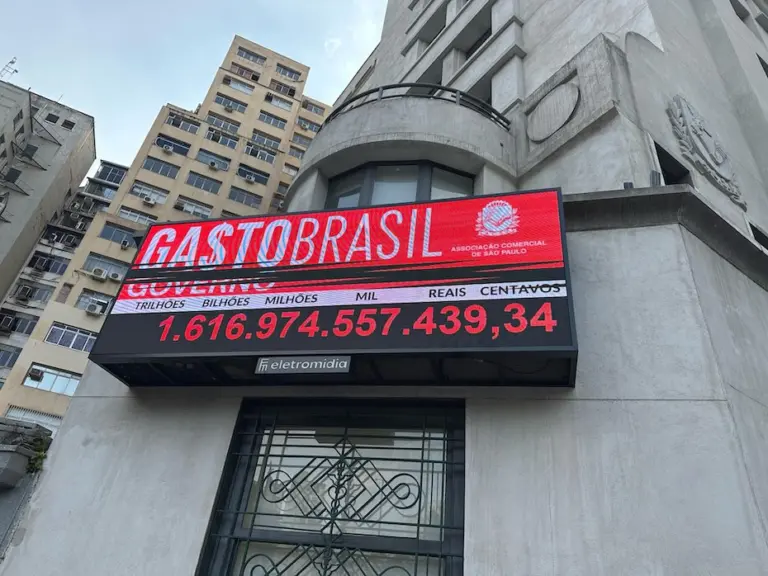 GASTOBRASIL
ASSOCIAÇÃO COMERCIAL
DE SÃO PAULO
GOVERNO
TRILHÕES BILHÕES MILHÕES MIL REAIS CENTAVOS
1.616.974.557.439,34
eletromidia